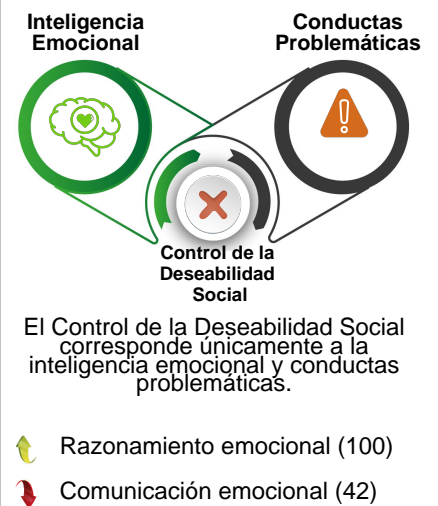 Inteligencia
Emocional
Conductas
Problemáticas
Control de la
Deseabilidad
Social
El Control de la Deseabilidad Social
corresponde únicamente a la
inteligencia emocional y conductas
problemáticas.
Razonamiento emocional (100)
Comunicación emocional (42)